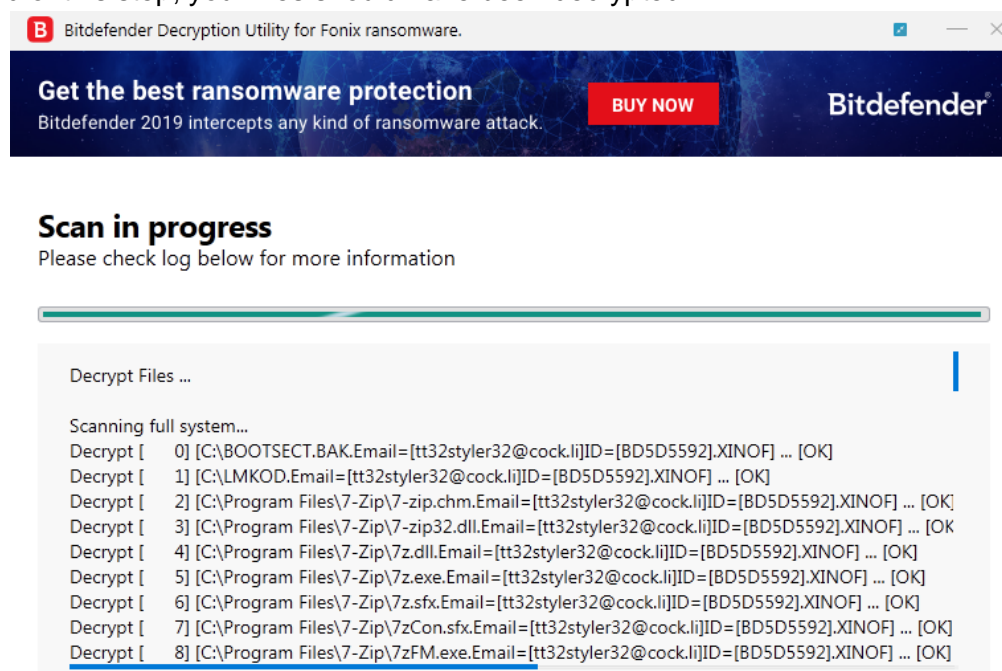 Bitdefender Decryption Utility for Fonix ransomware.
Get the best ransomware protection
Bitdefender 2019 intercepts any kind of ransomware attack.
BUY NOW
Bitdefender®
Scan in progress
Please check log below for more information
Decrypt Files ...
Scanning full system...
Decrypt [ 0] [C:\BOOTSECT.BAK.Email=[tt32styler32@cock.li]ID=[BD5D5592].XINOF] ... [OK]
Decrypt [ 1] [C:\LMKOD.Email=[tt32styler32@cock.li]ID=[BD5D5592].XINOF] ... [OK]
Decrypt [ 2] [C:\Program Files\7-Zip\7-zip.chm.Email=[tt32styler32@cock.li]ID=[BD5D5592].XINOF] ... [OK]
Decrypt [ 3] [C:\Program Files\7-Zip\7-zip32.dll.Email=[tt32styler32@cock.li]ID=[BD5D5592].XINOF] ... [OK
Decrypt [ 4] [C:\Program Files\7-Zip\7z.dll.Email=[tt32styler32@cock.li]ID=[BD5D5592].XINOF] ... [OK]
Decrypt [ 5] [C:\Program Files\7-Zip\7z.exe.Email=[tt32styler32@cock.li]ID=[BD5D5592].XINOF] ... [OK]
Decrypt [ 6] [C:\Program Files\7-Zip\7z.sfx.Email=[tt32styler32@cock.li]ID=[BD5D5592].XINOF] ... [OK]
Decrypt [ 7] [C:\Program Files\7-Zip\7zCon.sfx.Email=[tt32styler32@cock.li]ID=[BD5D5592].XINOF] ... [OK]
Decrypt [ 8] [C:\Program Files\7-Zip\7zFM.exe.Email=[tt32styler32@cock.li]ID=[BD5D5592].XINOF] ... [OK]